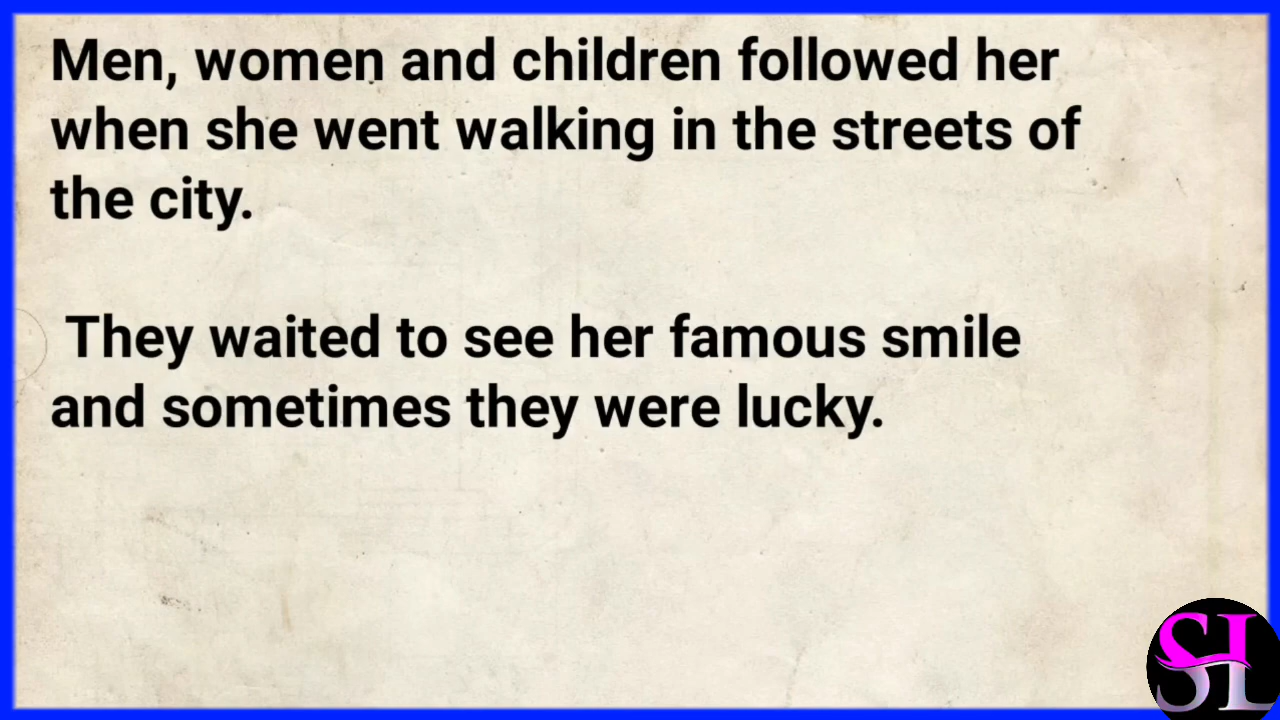 Men, women and children followed her
when she went walking in the streets of
the city.
They waited to see her famous smile
and sometimes they were lucky.
SL